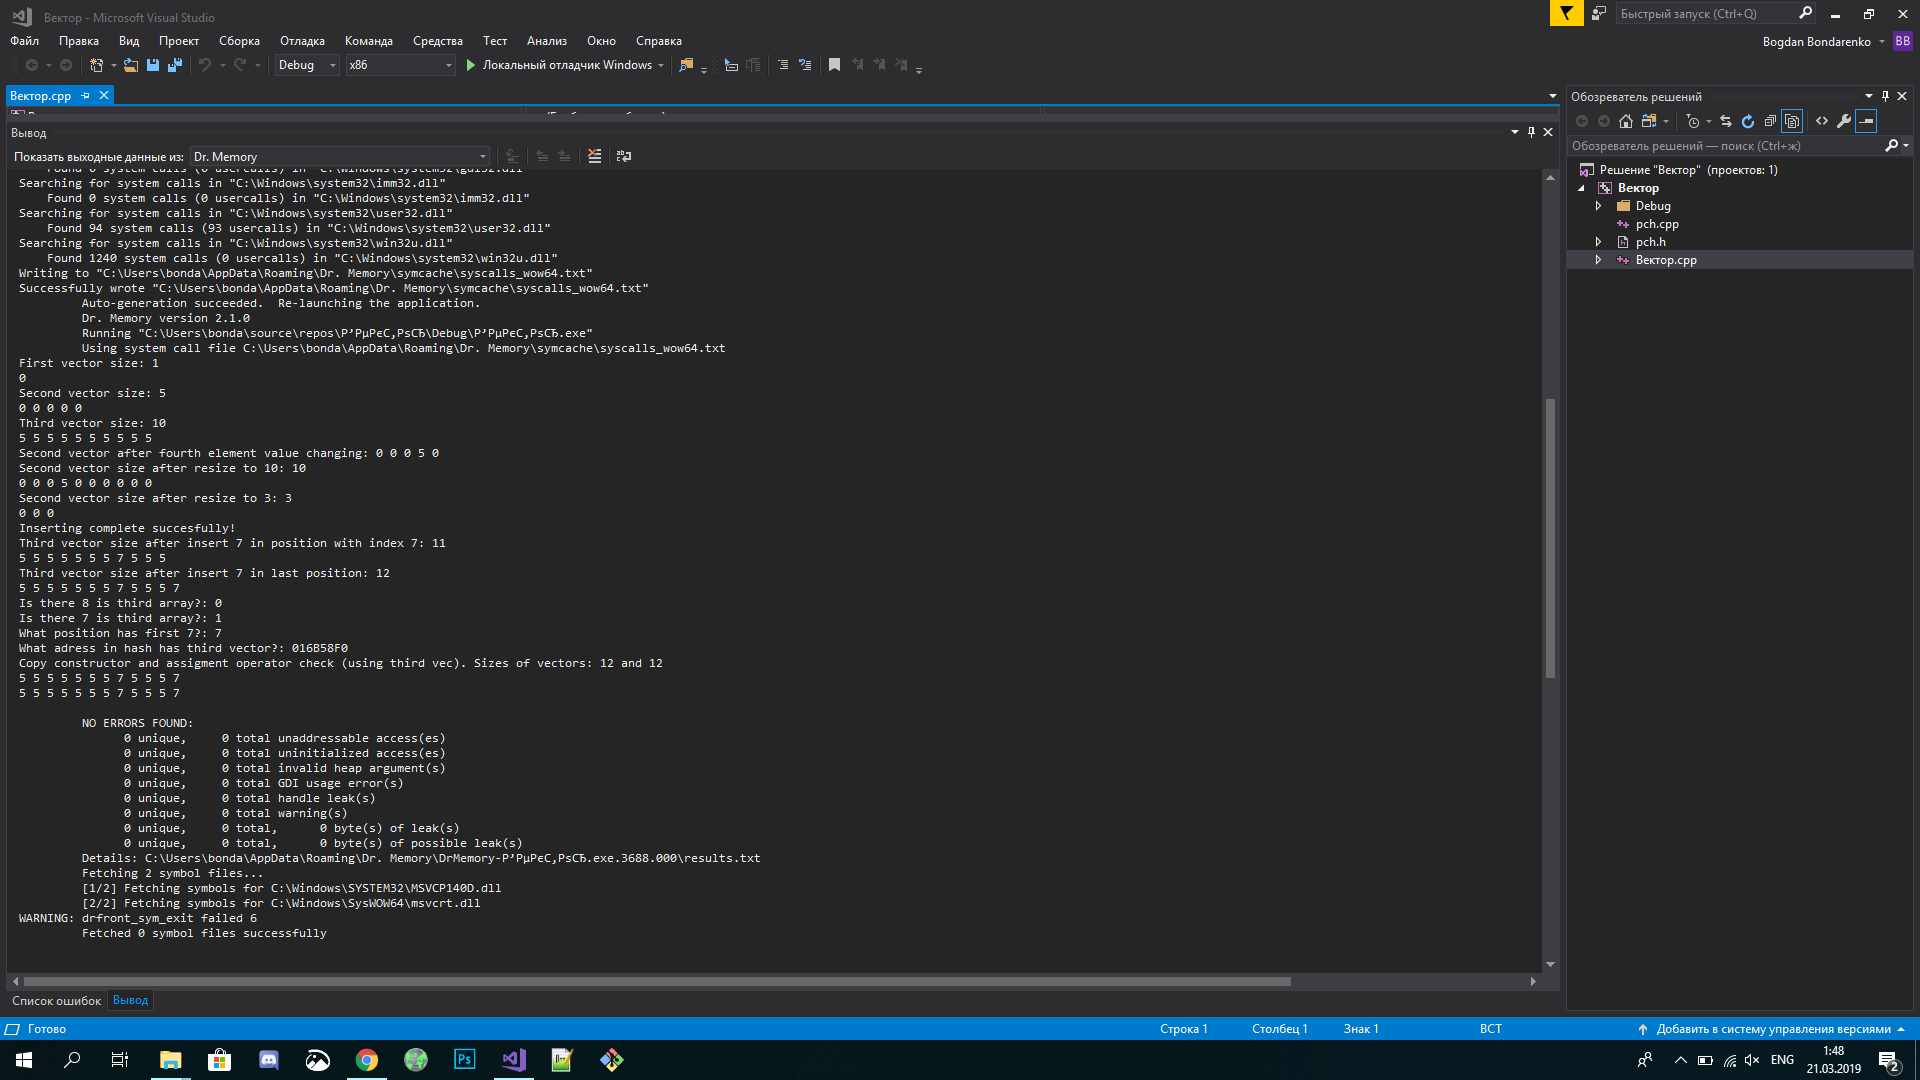 Вектор - Microsoft Visual Studio
Быстрый запуск (Ctrl+Q)
Файл Правка Вид Проект Сборка Отладка Команда Средства Тест Анализ Окно Справка
Bogdan Bondarenko BB
Debug x86 Локальный отладчик Windows
Вектор.cpp
Вывод
Показать выходные данные из: Dr. Memory
Found 0 system calls (0 usercalls) in "C:\Windows\system32\gdi32.dll"
Searching for system calls in "C:\Windows\system32\imm32.dll"
Found 0 system calls (0 usercalls) in "C:\Windows\system32\imm32.dll"
Searching for system calls in "C:\Windows\system32\user32.dll"
Found 94 system calls (93 usercalls) in "C:\Windows\system32\user32.dll"
Searching for system calls in "C:\Windows\system32\win32u.dll"
Found 1240 system calls (0 usercalls) in "C:\Windows\system32\win32u.dll"
Writing to "C:\Users\bonda\AppData\Roaming\Dr. Memory\symcache\syscalls_wow64.txt"
Successfully wrote "C:\Users\bonda\AppData\Roaming\Dr. Memory\symcache\syscalls_wow64.txt"
Auto-generation succeeded.  Re-launching the application.
Dr. Memory version 2.1.0
Running "C:\Users\bonda\source\repos\Р’РµРєС‚РѕСЂ\Debug\Р’РµРєС‚РѕСЂ.exe"
Using system call file C:\Users\bonda\AppData\Roaming\Dr. Memory\symcache\syscalls_wow64.txt
First vector size: 1
0
Second vector size: 5
0 0 0 0 0
Third vector size: 10
5 5 5 5 5 5 5 5 5 5
Second vector after fourth element value changing: 0 0 0 5 0
Second vector size after resize to 10: 10
0 0 0 5 0 0 0 0 0 0
Second vector size after resize to 3: 3
0 0 0
Inserting complete succesfully!
Third vector size after insert 7 in position with index 7: 11
5 5 5 5 5 5 5 7 5 5 5
Third vector size after insert 7 in last position: 12
5 5 5 5 5 5 5 7 5 5 5 7
Is there 8 is third array?: 0
Is there 7 is third array?: 1
What position has first 7?: 7
What adress in hash has third vector?: 016B58F0
Copy constructor and assigment operator check (using third vec). Sizes of vectors: 12 and 12
5 5 5 5 5 5 5 7 5 5 5 7
5 5 5 5 5 5 5 7 5 5 5 7
NO ERRORS FOUND:
0 unique, 0 total unaddressable access(es)
0 unique, 0 total uninitialized access(es)
0 unique, 0 total invalid heap argument(s)
0 unique, 0 total GDI usage error(s)
0 unique, 0 total handle leak(s)
0 unique, 0 total warning(s)
0 unique, 0 total, 0 byte(s) of leak(s)
0 unique, 0 total, 0 byte(s) of possible leak(s)
Details: C:\Users\bonda\AppData\Roaming\Dr. Memory\DrMemory-Р’РµРєС‚РѕСЂ.exe.3688.000\results.txt
Fetching 2 symbol files...
[1/2] Fetching symbols for C:\Windows\SYSTEM32\MSVCP140D.dll
[2/2] Fetching symbols for C:\Windows\SysWOW64\msvcrt.dll
WARNING: drfront_sym_exit failed 6
Fetched 0 symbol files successfully
Список ошибок Вывод
Обозреватель решений
Обозреватель решений — поиск (Ctrl+ж)
Решение "Вектор" (проектов: 1)
Вектор
Debug
pch.cpp
pch.h
Вектор.cpp
Готово Строка 1 Столбец 1 Знак 1 ВСТ Добавить в систему управления версиями
Ps ENG 1:48
21.03.2019 2